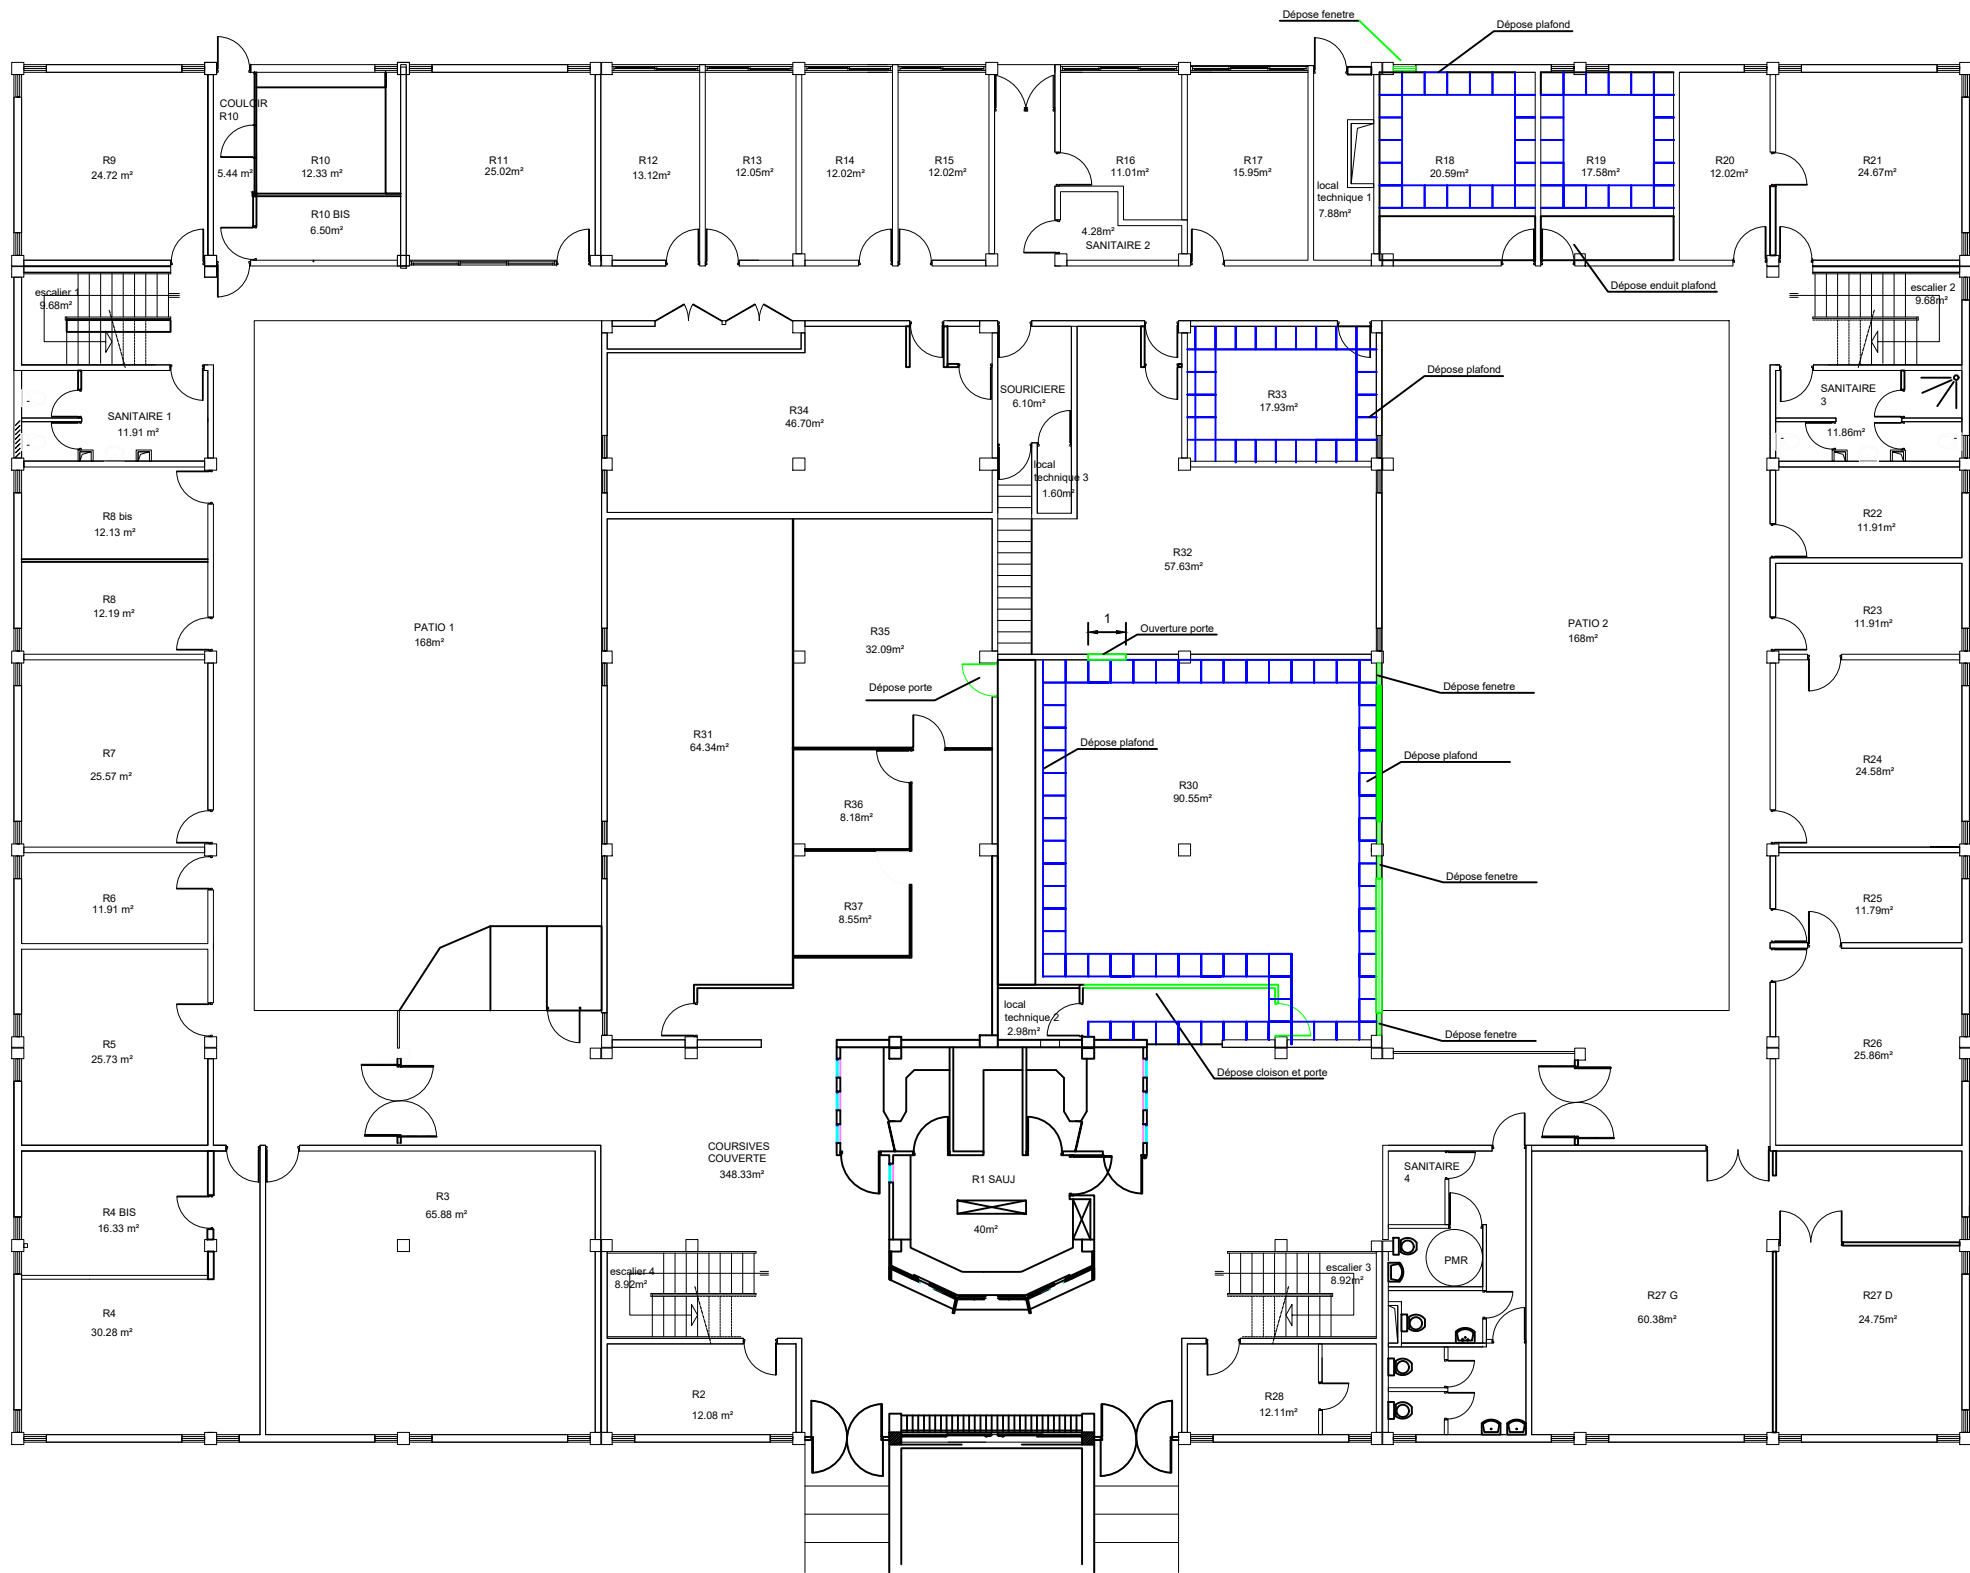 Dépose fenetre
Dépose plafond
COULOIR
R10
5.44 m²
R9
24.72 m²
R10
12.33 m²
R10 BIS
6.50m²
R11
25.02m²
R12
13.12m²
R13
12.05m²
R14
12.02m²
R15
12.02m²
R16
11.01m²
4.28m²
SANITAIRE 2
R17
15.95m²
local
technique 1
7.88m²
R18
20.59m²
R19
17.58m²
R20
12.02m²
R21
24.67m²
Dépose enduit plafond
escalier 1
9.68m²
escalier 2
9.68m²
SANITAIRE 1
11.91 m²
R34
46.70m²
SOURICIERE
6.10m²
local
technique 3
1.60m²
R33
17.93m²
Dépose plafond
SANITAIRE
3
11.86m²
R8 bis
12.13 m²
R22
11.91m²
R32
57.63m²
R8
12.19 m²
PATIO 1
168m²
R35
32.09m²
1
Ouverture porte
PATIO 2
168m²
R23
11.91m²
Dépose porte
Dépose fenetre
R7
25.57 m²
R31
64.34m²
Dépose plafond
Dépose plafond
R30
90.55m²
R24
24.58m²
R36
8.18m²
Dépose fenetre
R6
11.91 m²
R37
8.55m²
R25
11.79m²
local
technique 2
2.98m²
Dépose fenetre
R5
25.73 m²
Dépose cloison et porte
R26
25.86m²
COURSIVES
COUVERTE
348.33m²
R1 SAUJ
40m²
SANITAIRE
4
PMR
R4 BIS
16.33 m²
R3
65.88 m²
escalier 4
8.92m²
escalier 3
8.92m²
R4
30.28 m²
R27 G
60.38m²
R27 D
24.75m²
R2
12.08 m²
R28
12.11m²